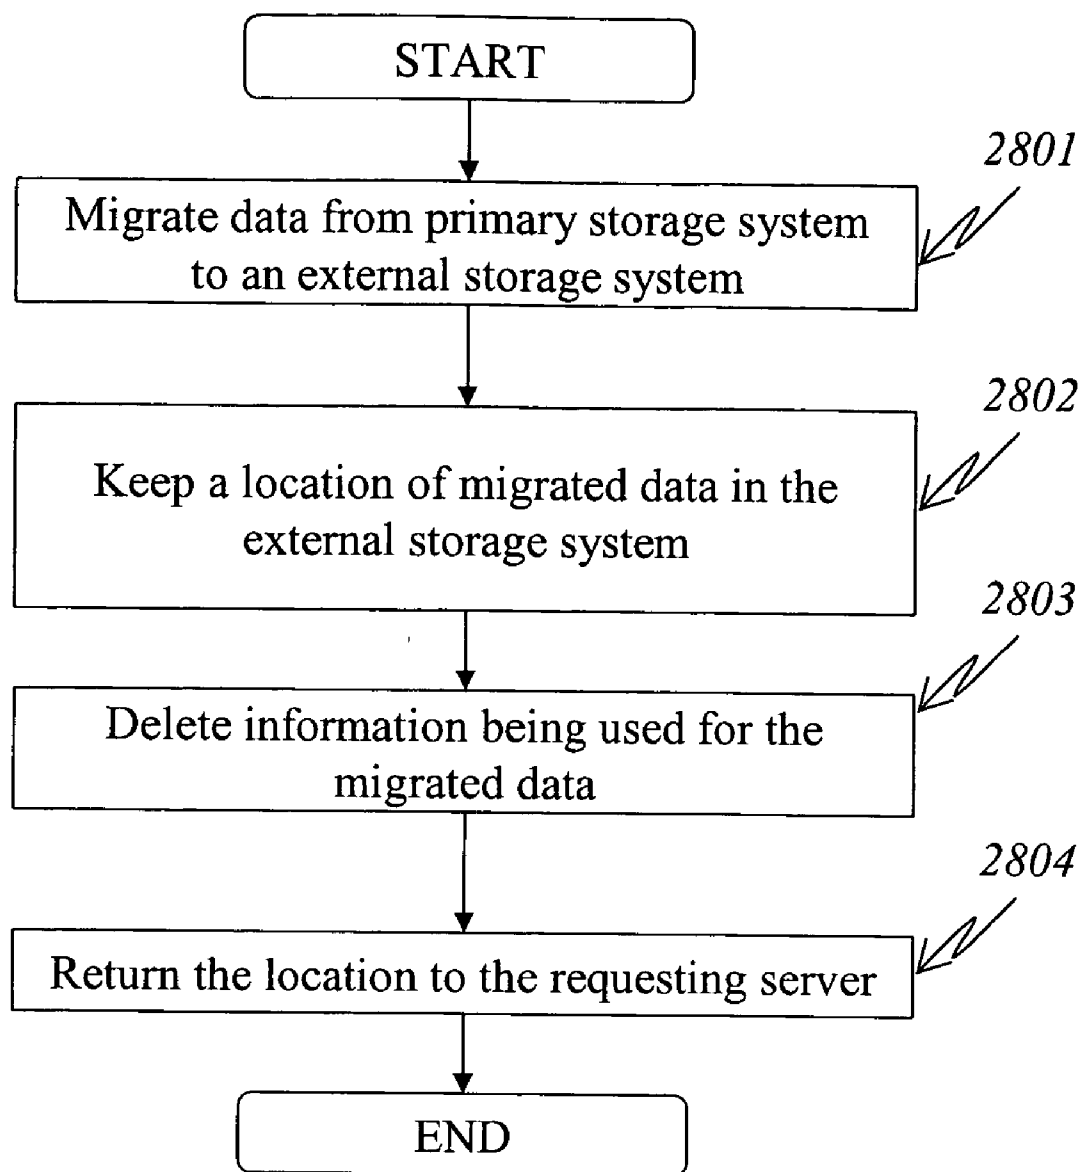 START
2801
Migrate data from primary storage system
to an external storage system
2802
Keep a location of migrated data in the
external storage system
2803
Delete information being used for the
migrated data
2804
Return the location to the requesting server
END